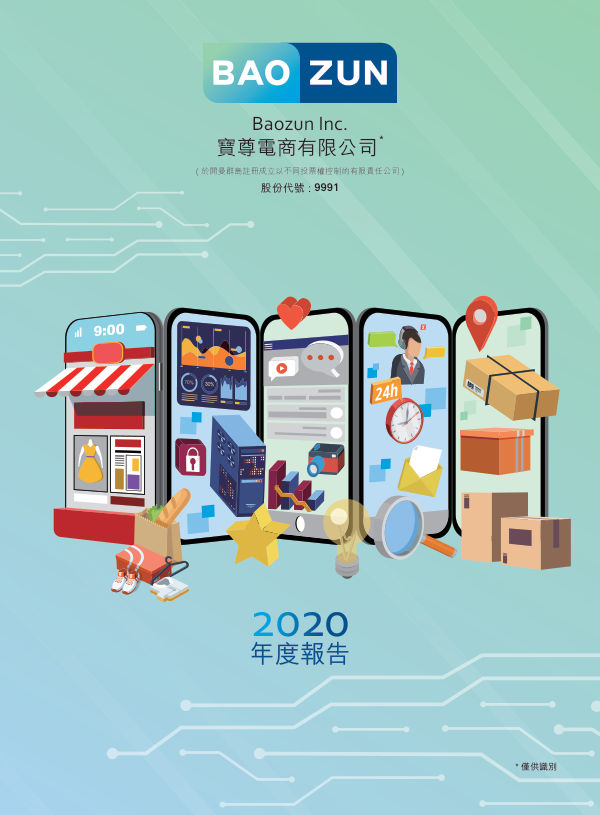 BAO ZUN
Baozun Inc.
寶尊電商有限公司*
(於開曼群島註冊成立以不同投票權控制的有限責任公司)
股份代號 : 9991
9:00
24h
2020
年度報告
* 僅供識別